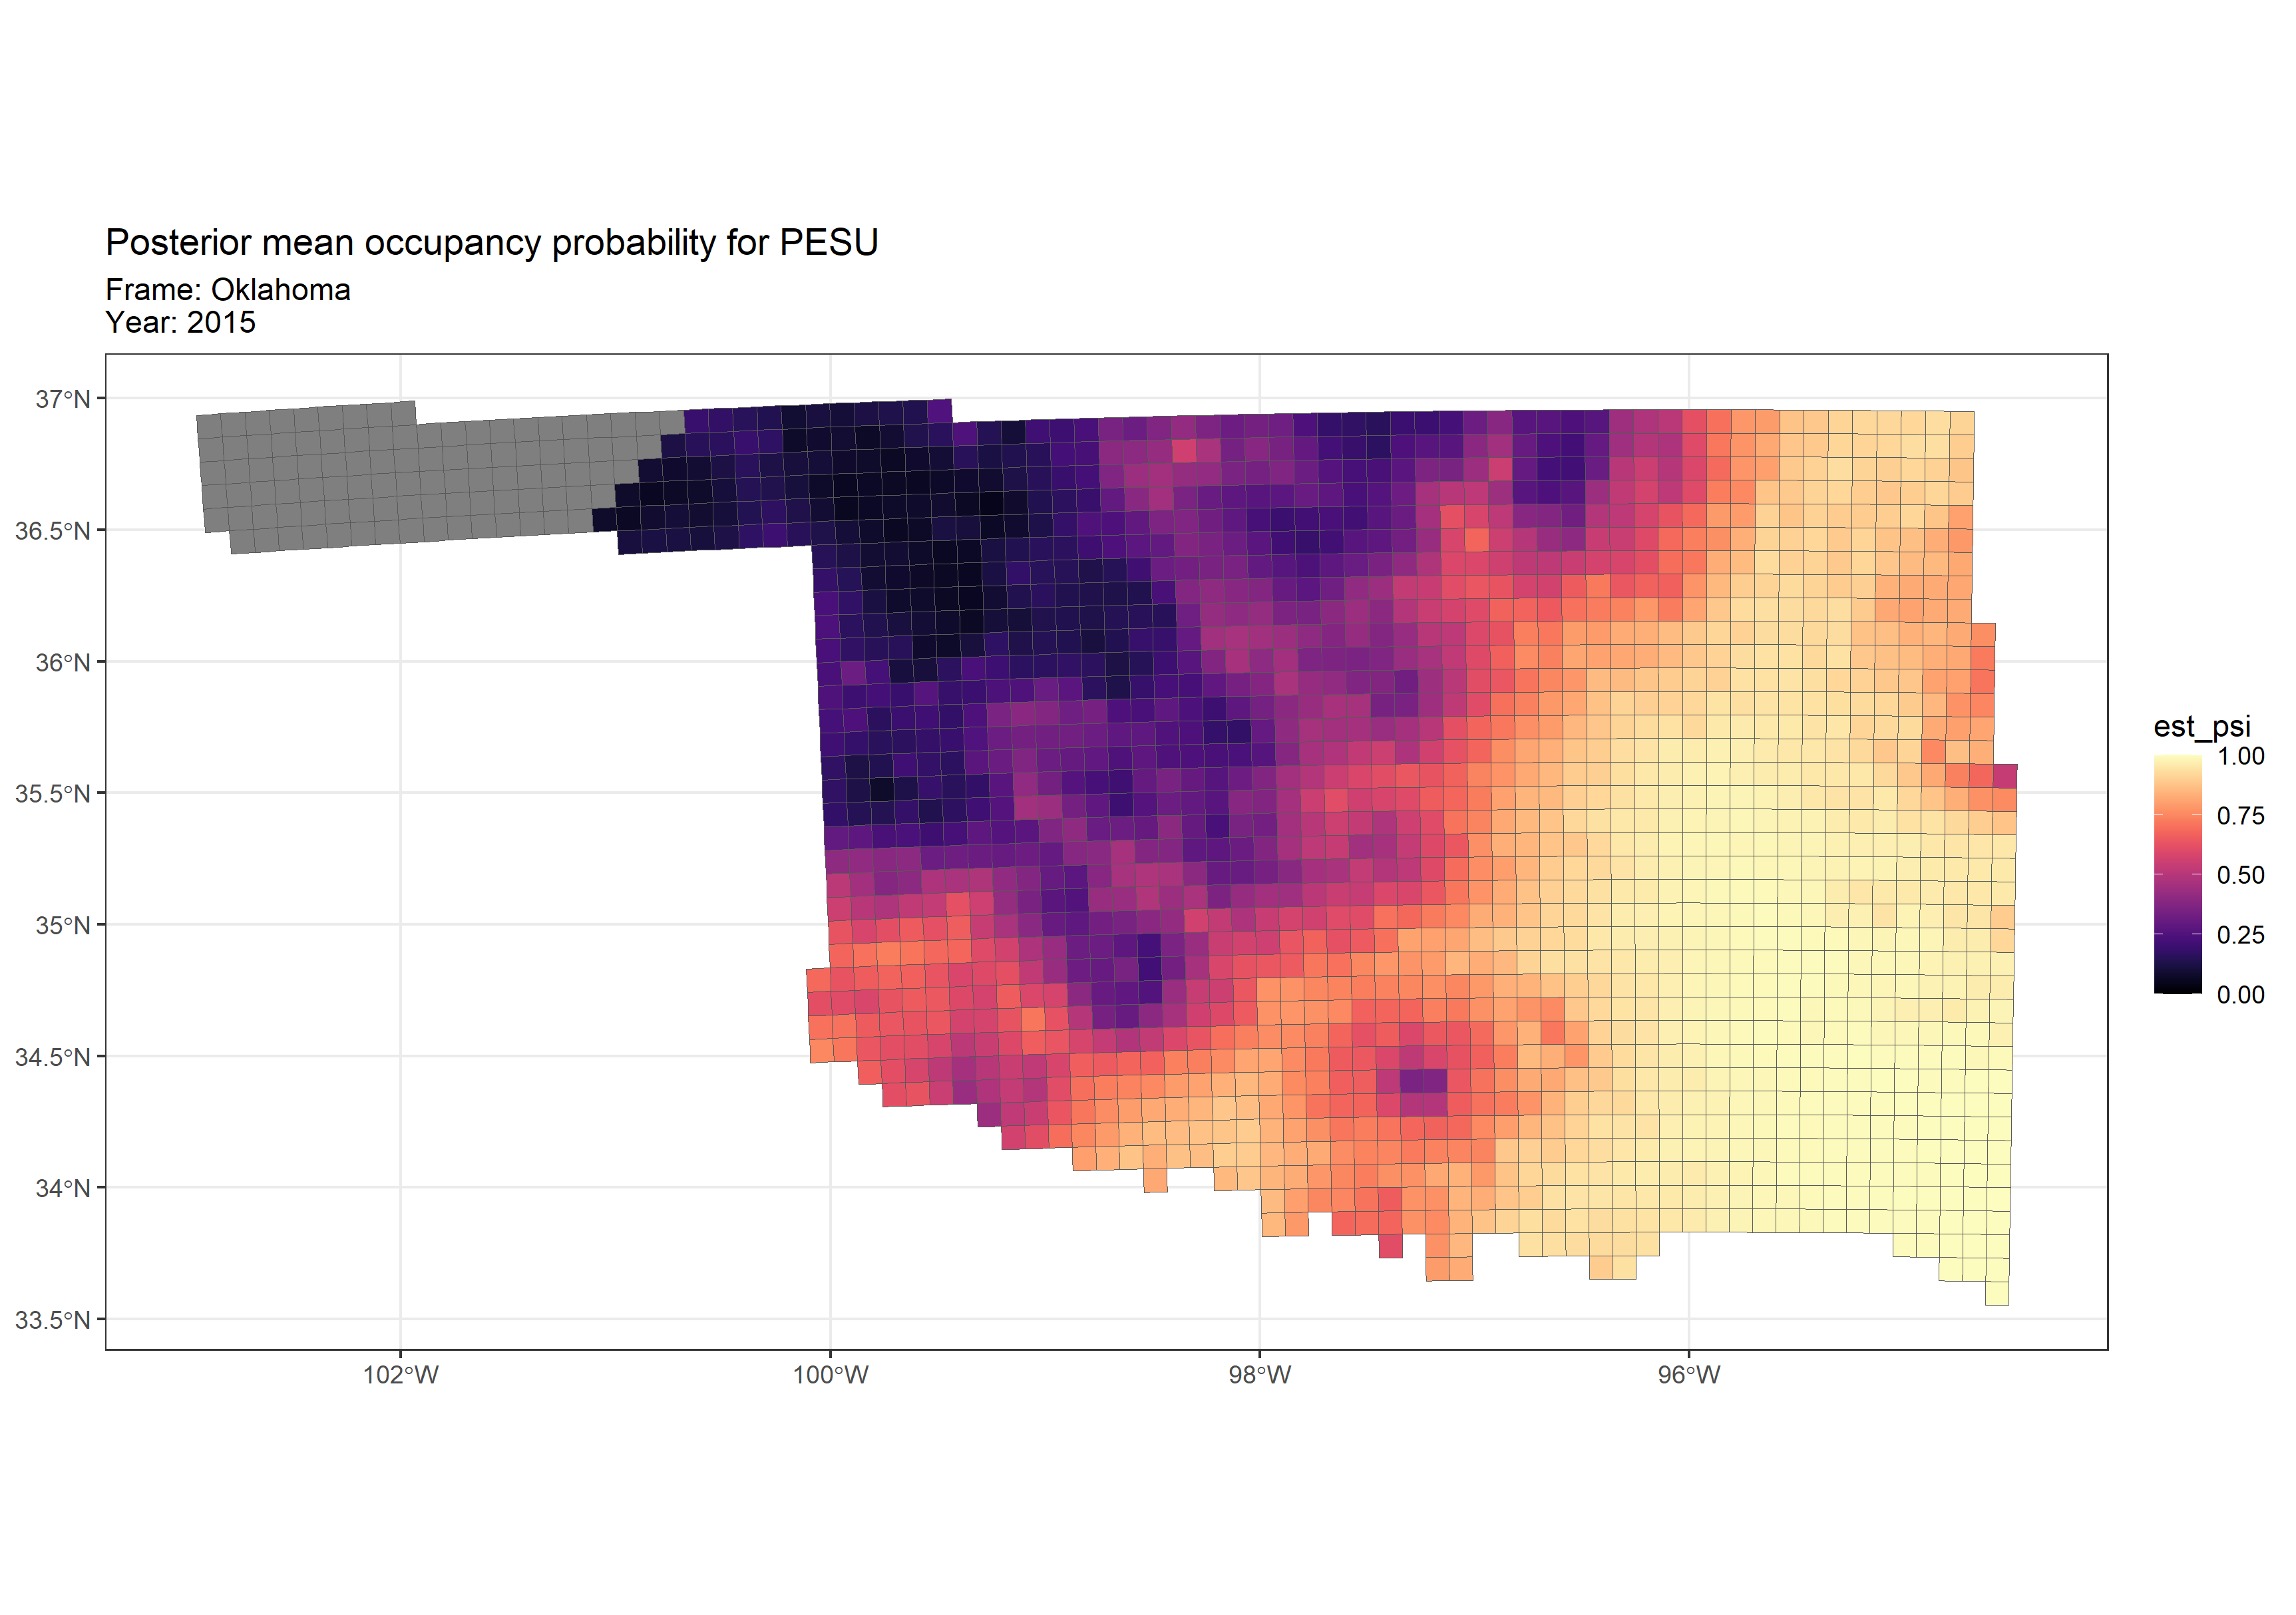 Posterior mean occupancy probability for PESU
Frame: Oklahoma
Year: 2015
37°N
36.5°N
36°N
35.5°N
35°N
34.5°N
34°N
33.5°N
102°W
100°W
98°W
96°W
est_psi
1.00
0.75
0.50
0.25
0.00